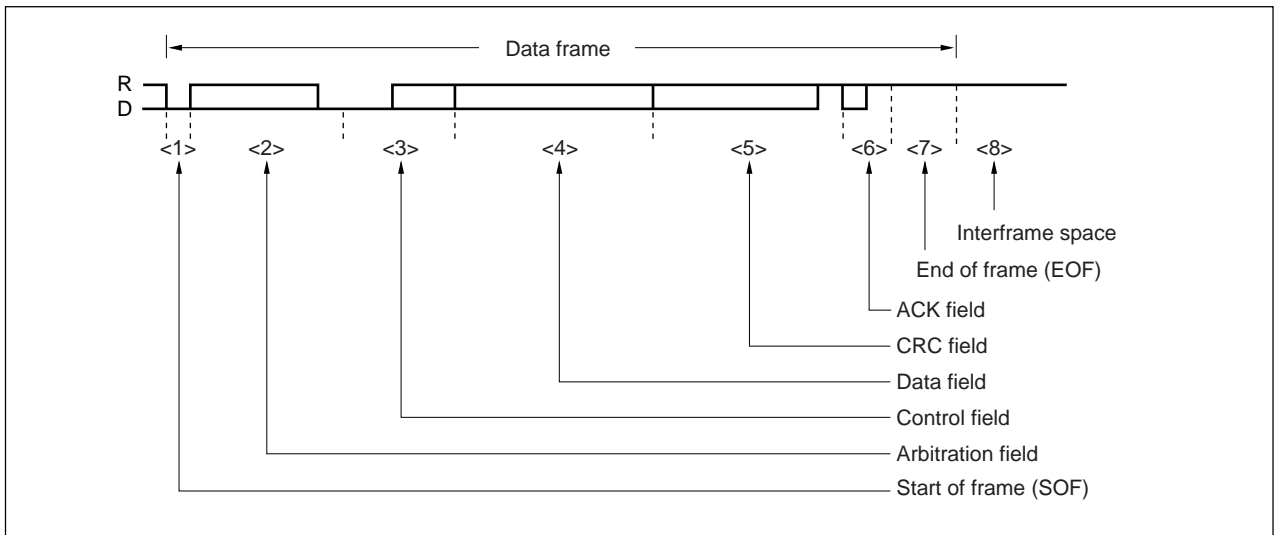 Data frame
R
D
<1> <2> <3> <4> <5> <6> <7> <8>
Interframe space
End of frame (EOF)
ACK field
CRC field
Data field
Control field
Arbitration field
Start of frame (SOF)